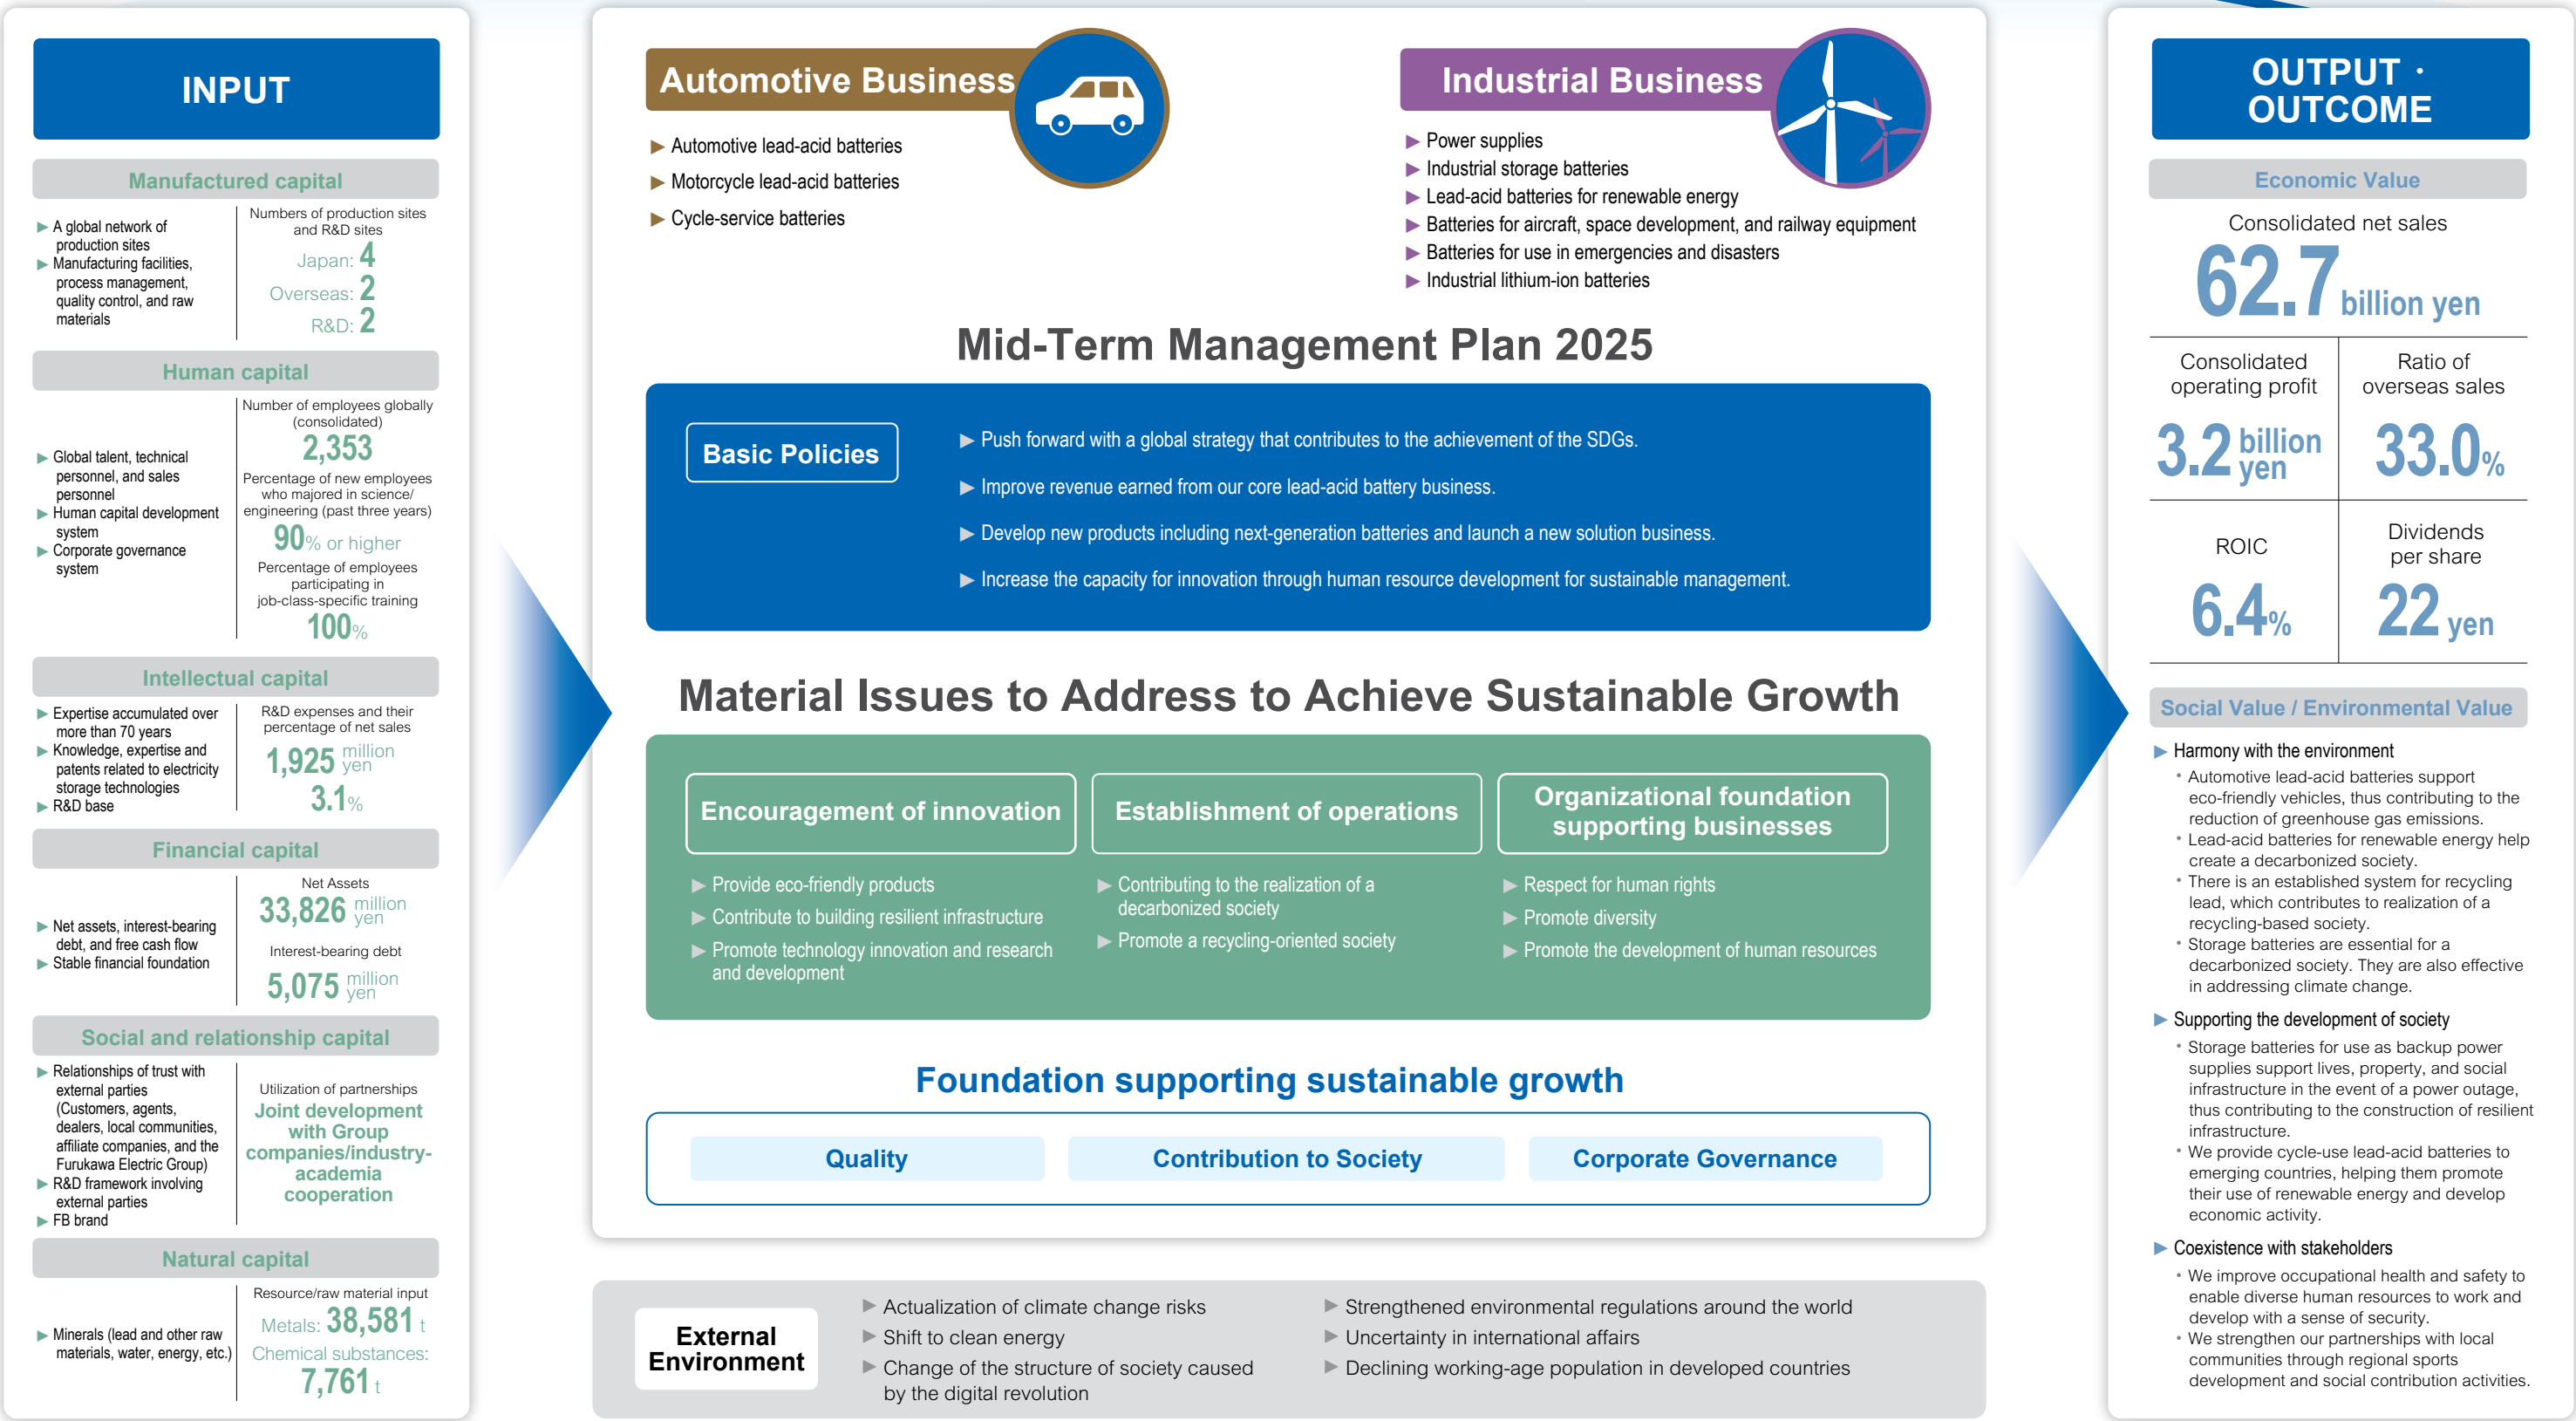 INPUT
Manufactured capital
▶ A global network of
production sites
▶ Manufacturing facilities,
process management,
quality control, and raw
materials
Numbers of production sites
and R&D sites
Japan: 4
Overseas: 2
R&D: 2
Human capital
▶ Global talent, technical
personnel, and sales
personnel
▶ Human capital development
system
▶ Corporate governance
system
Number of employees globally
(consolidated)
2,353
Percentage of new employees
who majored in science/
engineering (past three years)
90% or higher
Percentage of employees
participating in
job-class-specific training
100%
Intellectual capital
▶ Expertise accumulated over
more than 70 years
▶ Knowledge, expertise and
patents related to electricity
storage technologies
▶ R&D base
R&D expenses and their
percentage of net sales
1,925 million yen
3.1%
Financial capital
▶ Net assets, interest-bearing
debt, and free cash flow
▶ Stable financial foundation
Net Assets
33,826 million yen
Interest-bearing debt
5,075 million yen
Social and relationship capital
▶ Relationships of trust with
external parties
(Customers, agents,
dealers, local communities,
affiliate companies, and the
Furukawa Electric Group)
▶ R&D framework involving
external parties
▶ FB brand
Utilization of partnerships
Joint development
with Group
companies/industry-
academia
cooperation
Natural capital
▶ Minerals (lead and other raw
materials, water, energy, etc.)
Resource/raw material input
Metals: 38,581 t
Chemical substances:
7,761 t
Automotive Business
▶ Automotive lead-acid batteries
▶ Motorcycle lead-acid batteries
▶ Cycle-service batteries
Industrial Business
▶ Power supplies
▶ Industrial storage batteries
▶ Lead-acid batteries for renewable energy
▶ Batteries for aircraft, space development, and railway equipment
▶ Batteries for use in emergencies and disasters
▶ Industrial lithium-ion batteries
Mid-Term Management Plan 2025
Basic Policies
▶ Push forward with a global strategy that contributes to the achievement of the SDGs.
▶ Improve revenue earned from our core lead-acid battery business.
▶ Develop new products including next-generation batteries and launch a new solution business.
▶ Increase the capacity for innovation through human resource development for sustainable management.
Material Issues to Address to Achieve Sustainable Growth
Encouragement of innovation
▶ Provide eco-friendly products
▶ Contribute to building resilient infrastructure
▶ Promote technology innovation and research
and development
Establishment of operations
▶ Contributing to the realization of a
decarbonized society
▶ Promote a recycling-oriented society
Organizational foundation
supporting businesses
▶ Respect for human rights
▶ Promote diversity
▶ Promote the development of human resources
Foundation supporting sustainable growth
Quality
Contribution to Society
Corporate Governance
External
Environment
▶ Actualization of climate change risks
▶ Shift to clean energy
▶ Change of the structure of society caused
by the digital revolution
▶ Strengthened environmental regulations around the world
▶ Uncertainty in international affairs
▶ Declining working-age population in developed countries
OUTPUT・
OUTCOME
Economic Value
Consolidated net sales
62.7 billion yen
Consolidated
operating profit
3.2 billion yen
Ratio of
overseas sales
33.0%
ROIC
6.4%
Dividends
per share
22 yen
Social Value / Environmental Value
▶ Harmony with the environment
• Automotive lead-acid batteries support
eco-friendly vehicles, thus contributing to the
reduction of greenhouse gas emissions.
• Lead-acid batteries for renewable energy help
create a decarbonized society.
• There is an established system for recycling
lead, which contributes to realization of a
recycling-based society.
• Storage batteries are essential for a
decarbonized society. They are also effective
in addressing climate change.
▶ Supporting the development of society
• Storage batteries for use as backup power
supplies support lives, property, and social
infrastructure in the event of a power outage,
thus contributing to the construction of resilient
infrastructure.
• We provide cycle-use lead-acid batteries to
emerging countries, helping them promote
their use of renewable energy and develop
economic activity.
▶ Coexistence with stakeholders
• We improve occupational health and safety to
enable diverse human resources to work and
develop with a sense of security.
• We strengthen our partnerships with local
communities through regional sports
development and social contribution activities.